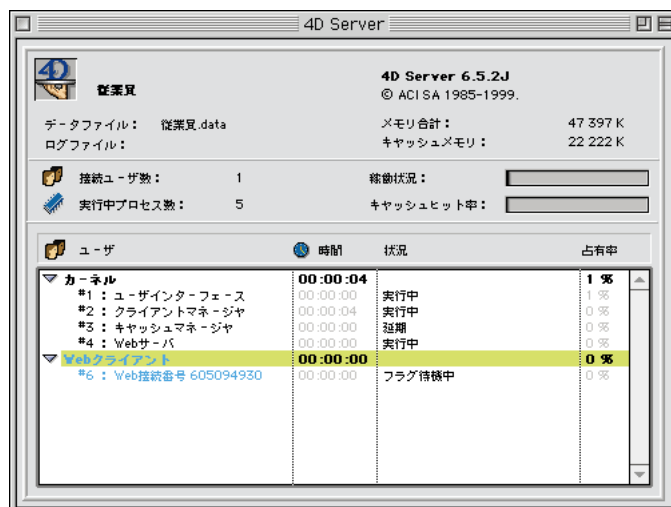 4D Server
従業員
4D Server 6.5.2J
© ACI SA 1985-1999.
データファイル： 従業員.data
メモリ合計： 47 397 K
ログファイル：
キャッシュメモリ： 22 222 K
接続ユーザ数： 1
稼働状況：
実行中プロセス数： 5
キャッシュヒット率：
ユーザ 時間 状況 占有率
カーネル 00:00:04 1 %
#1 : ユーザインターフェース 00:00:00 実行中 1 %
#2 : クライアントマネージャ 00:00:04 実行中 0 %
#3 : キャッシュマネージャ 00:00:00 延期 0 %
#4 : Webサーバ 00:00:00 実行中 0 %
Webクライアント 00:00:00 0 %
#6 : Web接続番号 605094930 00:00:00 フラグ待機中 0 %